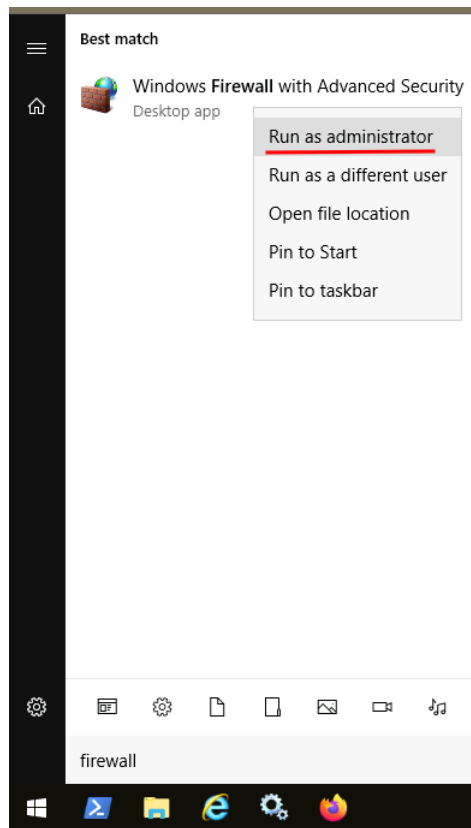 Best match
Windows Firewall with Advanced Security
Desktop app
Run as administrator
Run as a different user
Open file location
Pin to Start
Pin to taskbar
firewall